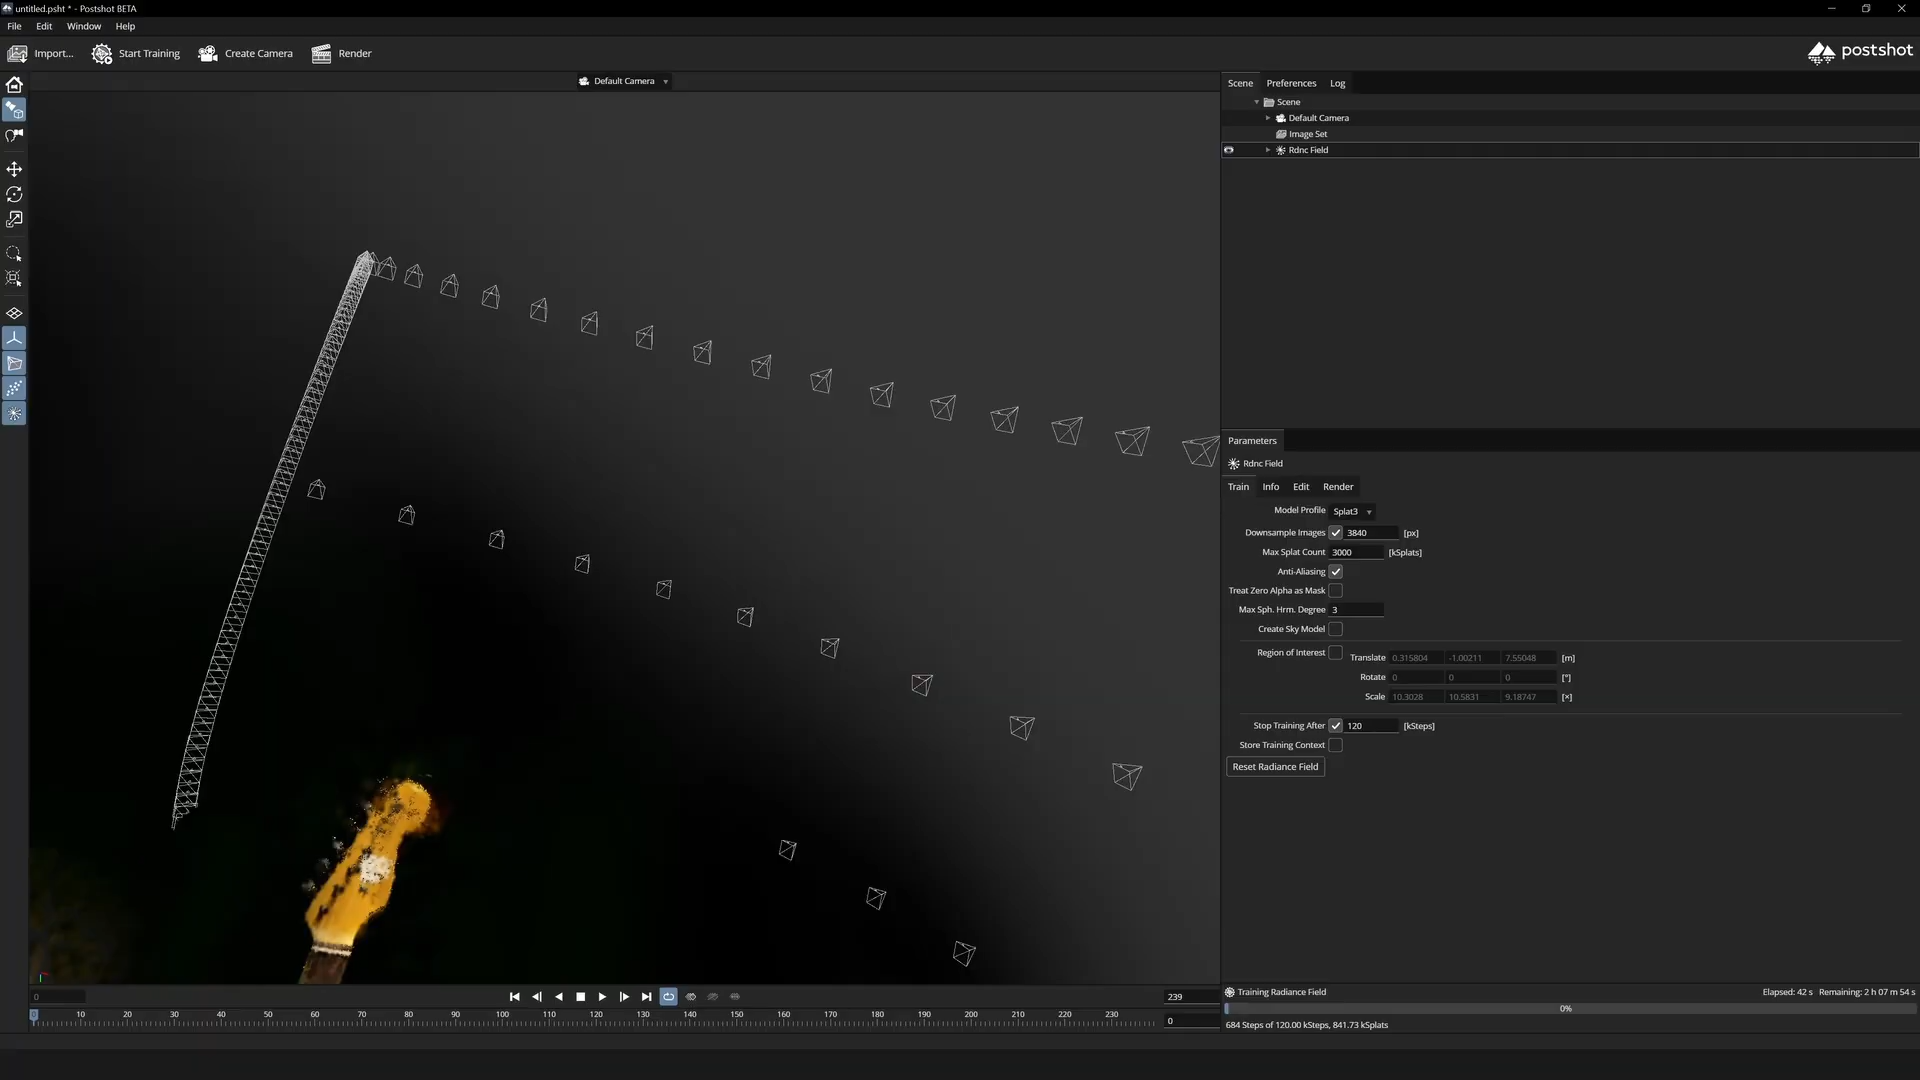 untitled.psht * - Postshot BETA
File Edit Window Help
Import... Start Training Create Camera Render
postshot
Default Camera
Scene Preferences Log
Scene
Default Camera
Image Set
Rdnc Field
Parameters
Rdnc Field
Train Info Edit Render
Model Profile Splat3
Downsample Images 3840 [px]
Max Splat Count 3000 [kSplats]
Anti-Aliasing
Treat Zero Alpha as Mask
Max Sph. Hrm. Degree 3
Create Sky Model
Region of Interest Translate 0.315804 -1.00211 7.55048 [m]
Rotate 0 0 0 [°]
Scale 10.3028 10.5831 9.18747 [×]
Stop Training After 120 [kSteps]
Store Training Context
Reset Radiance Field
0 239
0 10 20 30 40 50 60 70 80 90 100 110 120 130 140 150 160 170 180 190 200 210 220 230 0
Training Radiance Field Elapsed: 42 s Remaining: 2 h 07 m 54 s
0%
684 Steps of 120.00 kSteps, 841.73 kSplats